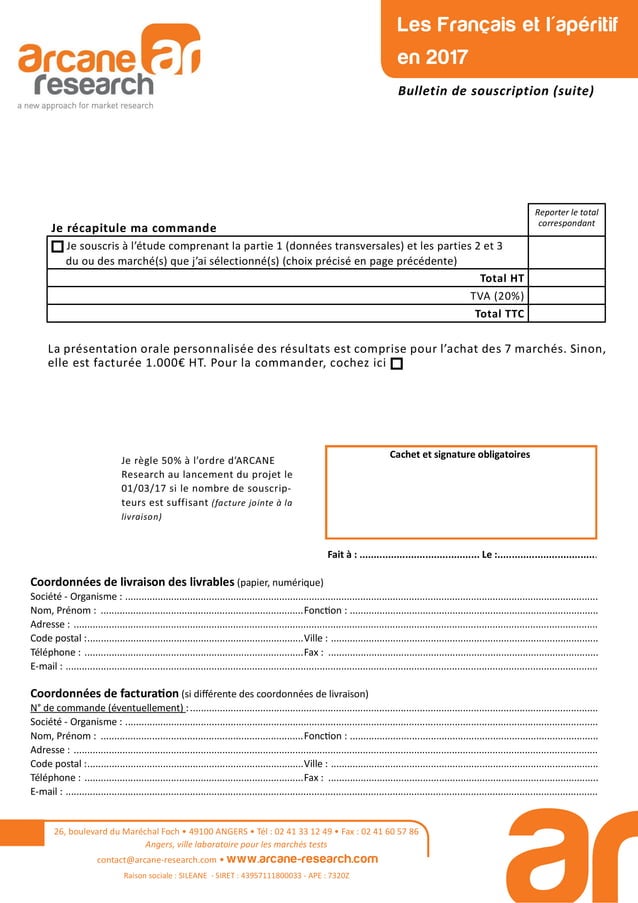 arcane ar
research
a new approach for market research
Les Français et l´apéritif
en 2017
Bulletin de souscription (suite)
Reporter le total
correspondant
Je récapitule ma commande
Je souscris à l’étude comprenant la partie 1 (données transversales) et les parties 2 et 3
du ou des marché(s) que j’ai sélectionné(s) (choix précisé en page précédente)
Total HT
TVA (20%)
Total TTC
La présentation orale personnalisée des résultats est comprise pour l’achat des 7 marchés. Sinon,
elle est facturée 1.000€ HT. Pour la commander, cochez ici
Je règle 50% à l’ordre d’ARCANE
Research au lancement du projet le
01/03/17 si le nombre de souscrip-
teurs est suffisant (facture jointe à la
livraison)
Cachet et signature obligatoires
Fait à : .......................................... Le :...................................
Coordonnées de livraison des livrables (papier, numérique)
Société - Organisme : ....................................................................................
Nom, Prénom : ............................................Fonction : ............................................
Adresse : ....................................................................................
Code postal :............................................Ville : ............................................
Téléphone : ............................................Fax : ............................................
E-mail : ....................................................................................
Coordonnées de facturation (si différente des coordonnées de livraison)
N° de commande (éventuellement) :....................................................................................
Société - Organisme : ....................................................................................
Nom, Prénom : ............................................Fonction : ............................................
Adresse : ....................................................................................
Code postal :............................................Ville : ............................................
Téléphone : ............................................Fax : ............................................
E-mail : ....................................................................................
26, boulevard du Maréchal Foch • 49100 ANGERS • Tél : 02 41 33 12 49 • Fax : 02 41 60 57 86
Angers, ville labaratoire pour les marchés tests
contact@arcane-research.com • www.arcane-research.com
Raison sociale : SILEANE - SIRET : 43957111800033 - APE : 7320Z
ar